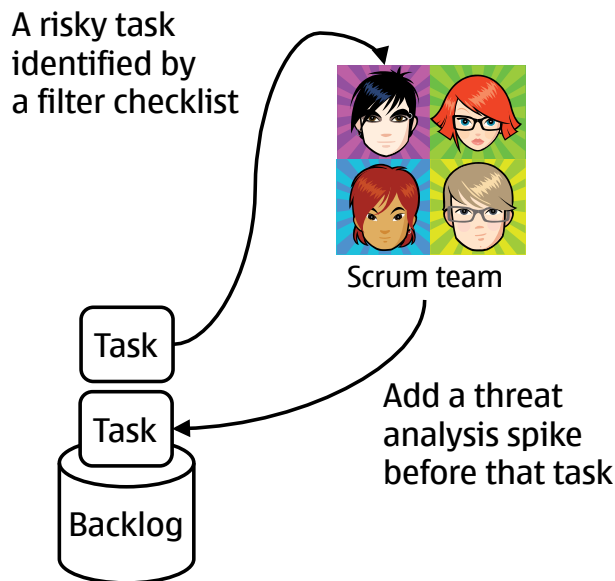 A risky task
identified by
a filter checklist
Scrum team
Task
Task
Backlog
Add a threat
analysis spike
before that task